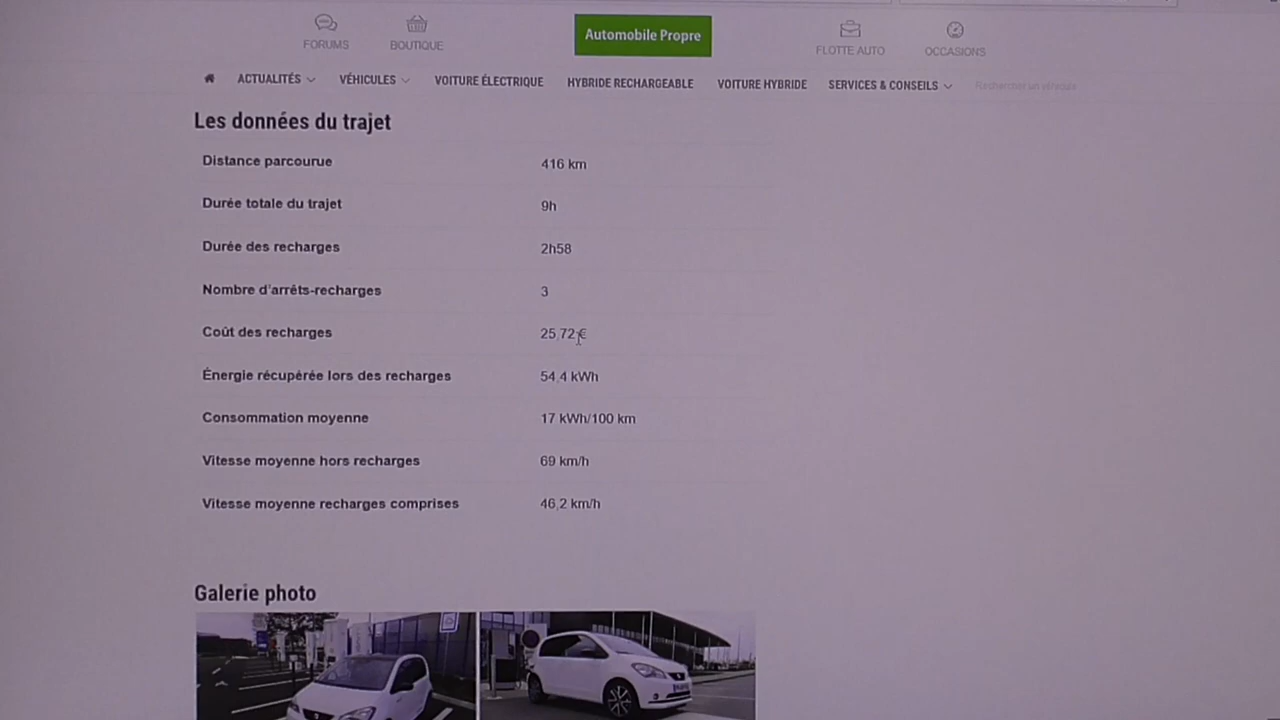 FORUMS
BOUTIQUE
Automobile Propre
FLOTTE AUTO
OCCASIONS
ACTUALITÉS
VÉHICULES
VOITURE ÉLECTRIQUE
HYBRIDE RECHARGEABLE
VOITURE HYBRIDE
SERVICES & CONSEILS
Rechercher un véhicule
Les données du trajet
Distance parcourue 416 km
Durée totale du trajet 9h
Durée des recharges 2h58
Nombre d'arrêts-recharges 3
Coût des recharges 25,72 €
Énergie récupérée lors des recharges 54,4 kWh
Consommation moyenne 17 kWh/100 km
Vitesse moyenne hors recharges 69 km/h
Vitesse moyenne recharges comprises 46,2 km/h
Galerie photo